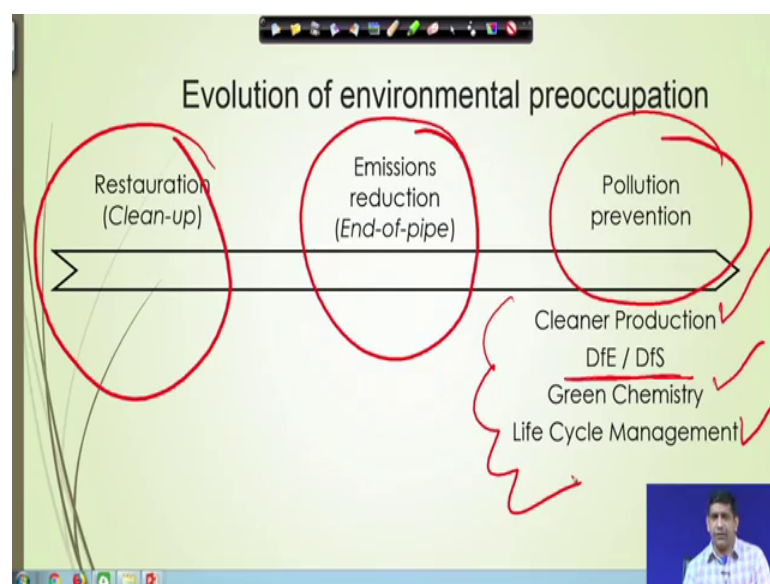 Evolution of environmental preoccupation
Restauration
(Clean-up)
Emissions
reduction
(End-of-pipe)
Pollution
prevention
Cleaner Production
DfE / DfS
Green Chemistry
Life Cycle Management